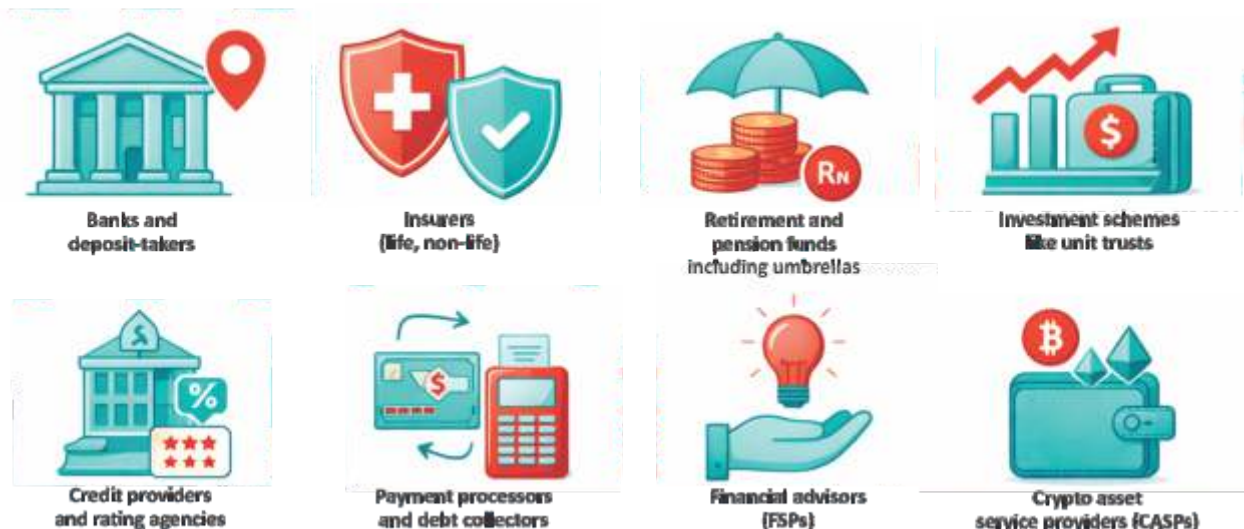 Banks and
deposit-takers
Insurers
(life, non-life)
RN
Retirement and
pension funds
including umbrellas
$
Investment schemes
like unit trusts
%
Credit providers
and rating agencies
$
Payment processors
and debt collectors
Financial advisors
(FSPs)
₿
Crypto asset
service providers (CASPs)